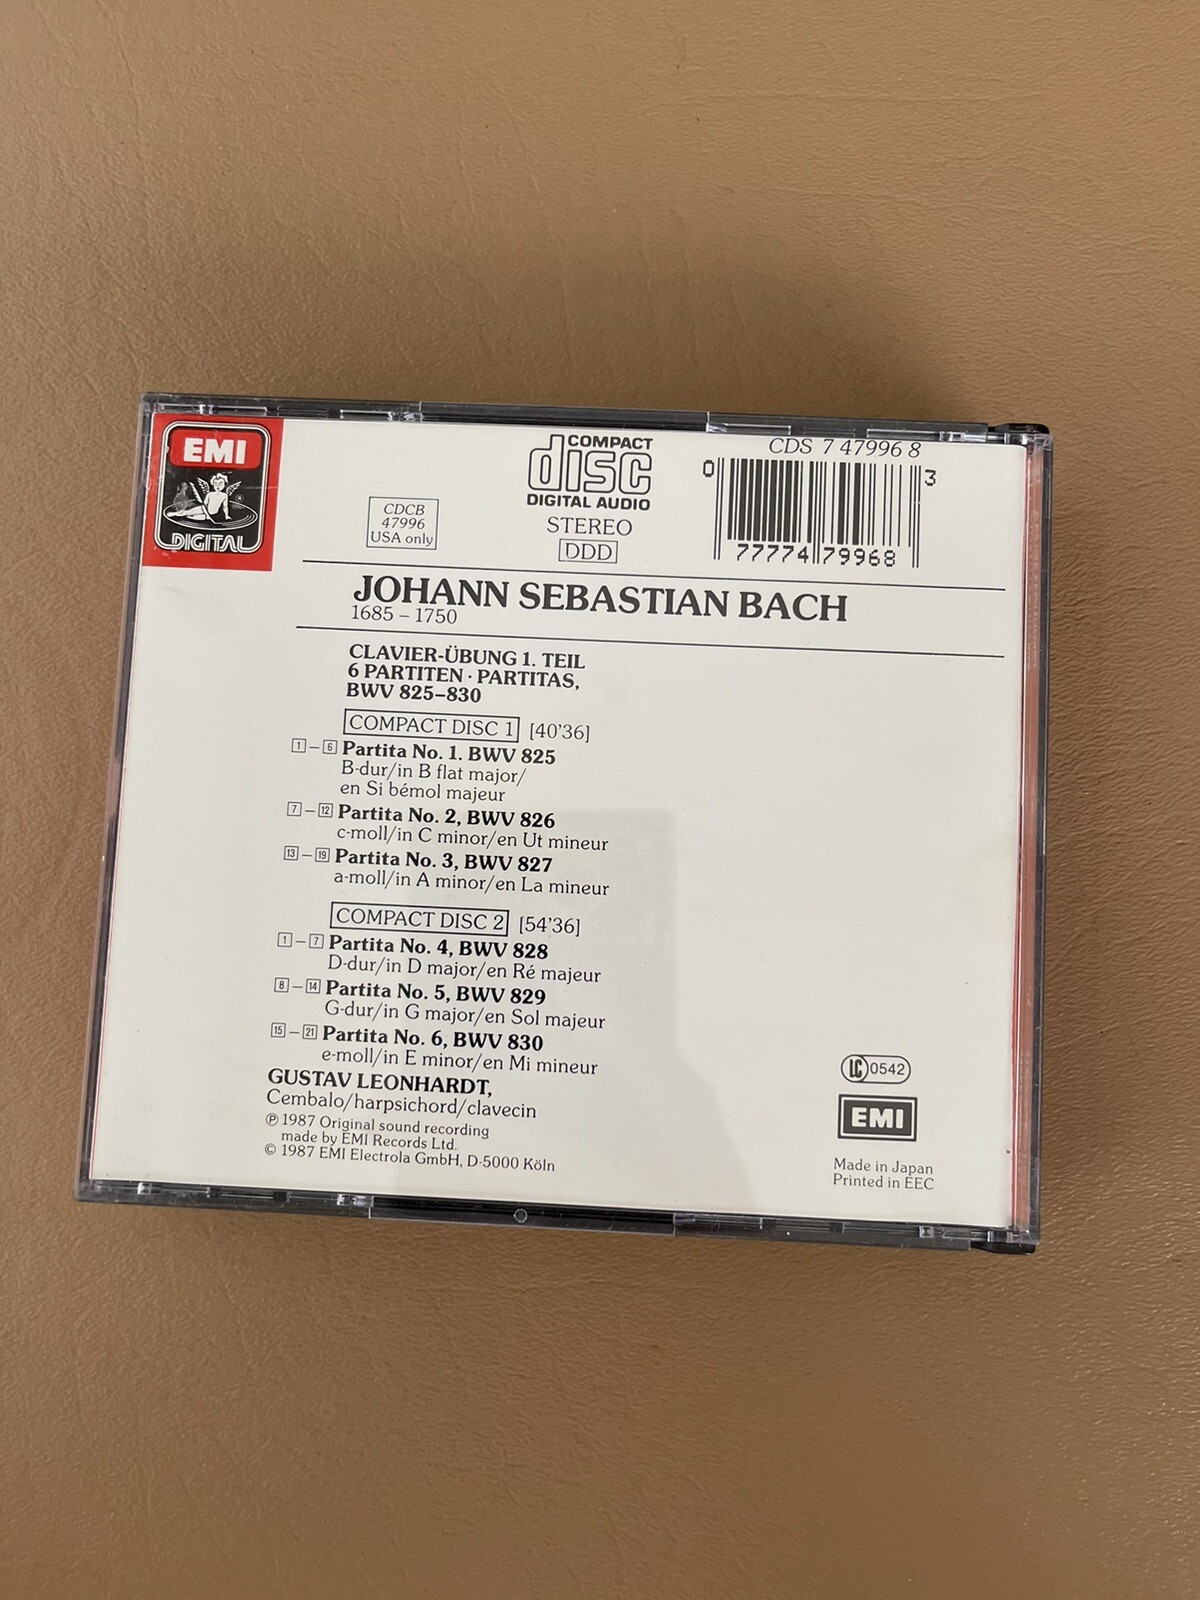 EMI
DIGITAL
CDCB
47996
USA only
COMPACT
disc
DIGITAL AUDIO
STEREO
DDD
CDS 7 47996 8
0 77774 79968 3
JOHANN SEBASTIAN BACH
1685 – 1750
CLAVIER-ÜBUNG 1. TEIL
6 PARTITEN · PARTITAS,
BWV 825–830
COMPACT DISC 1 [40'36]
1 – 6 Partita No. 1. BWV 825
B-dur/in B flat major/
en Si bémol majeur
7 – 12 Partita No. 2, BWV 826
c-moll/in C minor/en Ut mineur
13 – 19 Partita No. 3, BWV 827
a-moll/in A minor/en La mineur
COMPACT DISC 2 [54'36]
1 – 7 Partita No. 4, BWV 828
D-dur/in D major/en Ré majeur
8 – 14 Partita No. 5, BWV 829
G-dur/in G major/en Sol majeur
15 – 21 Partita No. 6, BWV 830
e-moll/in E minor/en Mi mineur
GUSTAV LEONHARDT,
Cembalo/harpsichord/clavecin
℗ 1987 Original sound recording
made by EMI Records Ltd.
© 1987 EMI Electrola GmbH, D-5000 Köln
LC 0542
EMI
Made in Japan
Printed in EEC